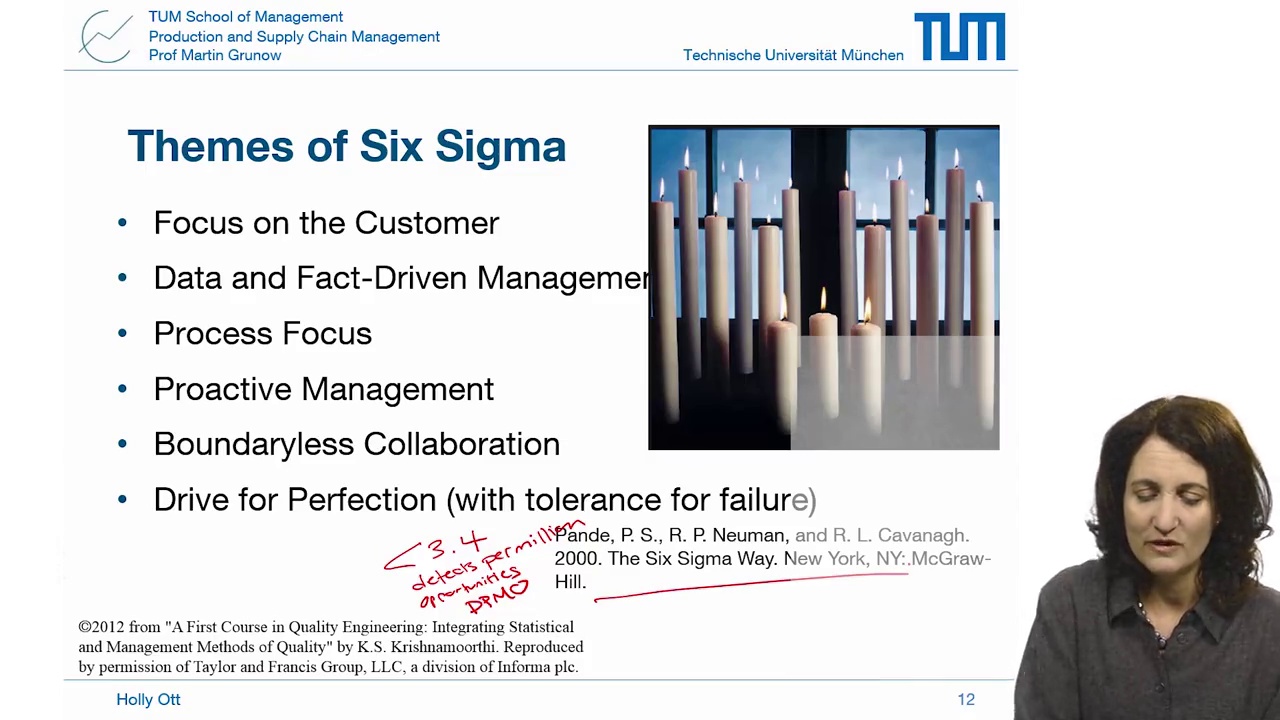 TUM School of Management
Production and Supply Chain Management
Prof Martin Grunow
Technische Universität München
TUM
Themes of Six Sigma
• Focus on the Customer
• Data and Fact-Driven Managemen
• Process Focus
• Proactive Management
• Boundaryless Collaboration
• Drive for Perfection (with tolerance for failure)
< 3.4
defects per million
opportunities
DPMO
Pande, P. S., R. P. Neuman, and R. L. Cavanagh.
2000. The Six Sigma Way. New York, NY:.McGraw-
Hill.
©2012 from "A First Course in Quality Engineering: Integrating Statistical
and Management Methods of Quality" by K.S. Krishnamoorthi. Reproduced
by permission of Taylor and Francis Group, LLC, a division of Informa plc.
Holly Ott
12